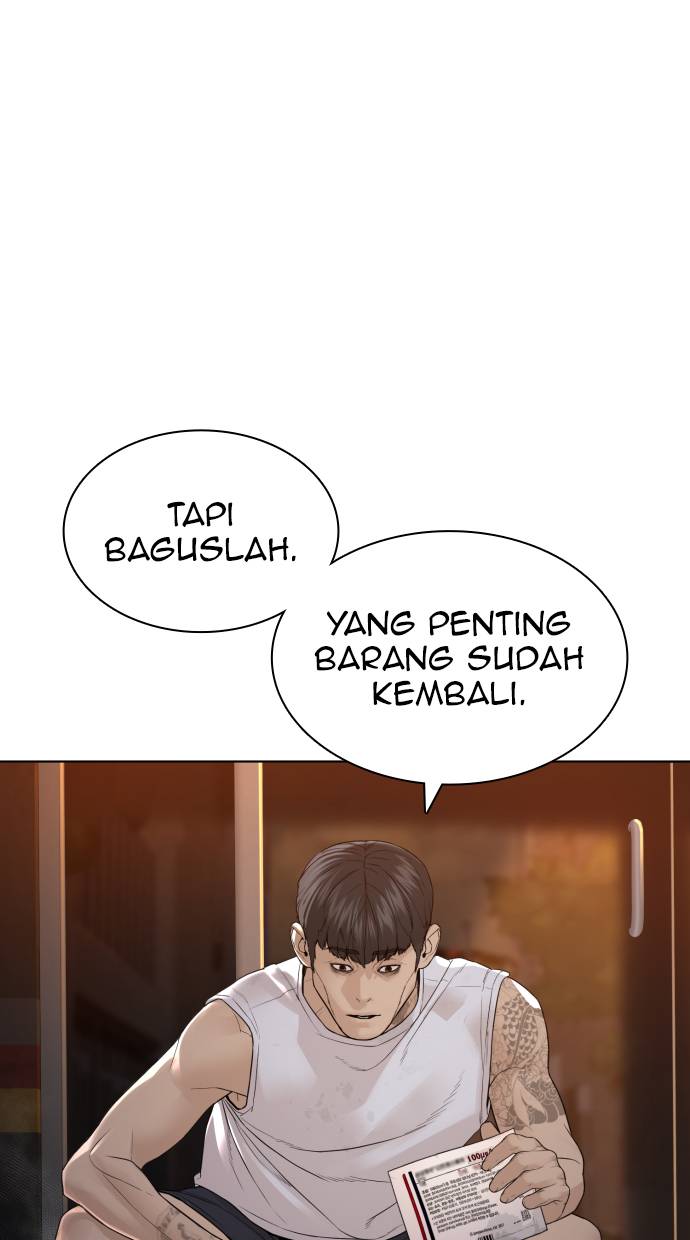 TAPI
BAGUSLAH.
YANG PENTING
BARANG SUDAH
KEMBALI.